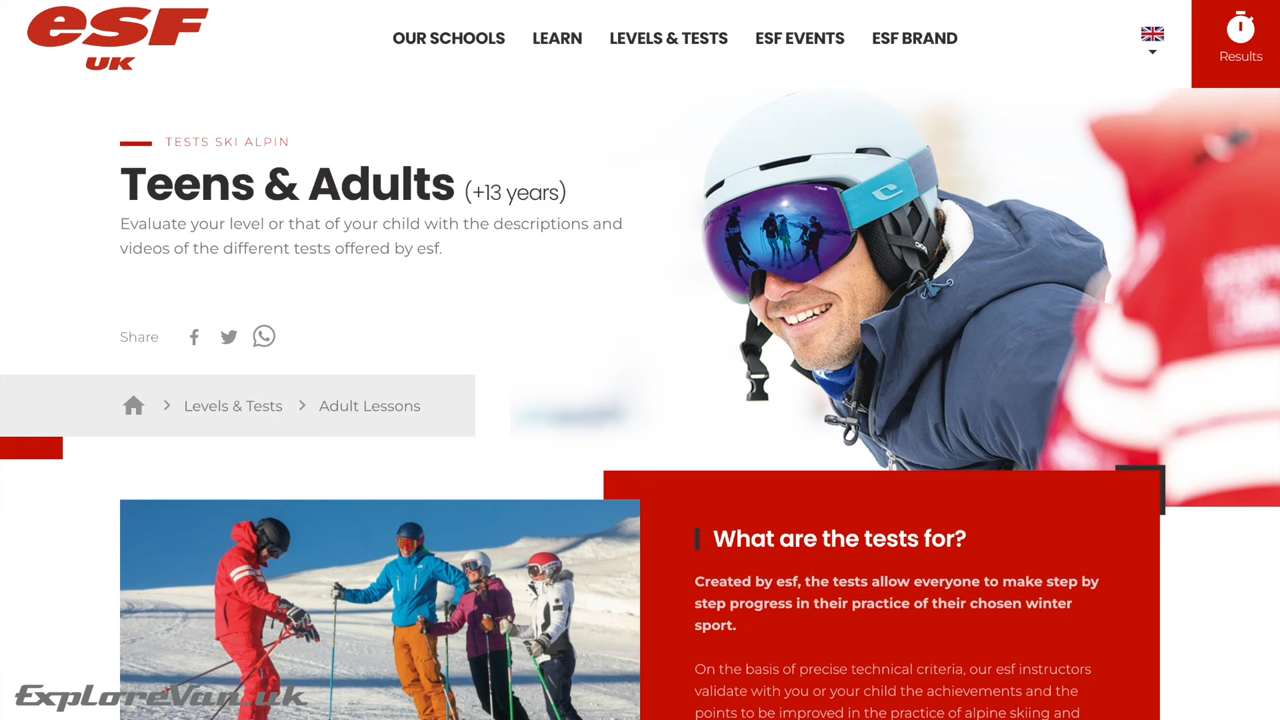 esf
UK
OUR SCHOOLS LEARN LEVELS & TESTS ESF EVENTS ESF BRAND
Results
TESTS SKI ALPIN
Teens & Adults (+13 years)
Evaluate your level or that of your child with the descriptions and
videos of the different tests offered by esf.
Share
Levels & Tests Adult Lessons
What are the tests for?
Created by esf, the tests allow everyone to make step by
step progress in their practice of their chosen winter
sport.
On the basis of precise technical criteria, our esf instructors
validate with you or your child the achievements and the
points to be improved in the practice of alpine skiing and
ExploreVan.uk